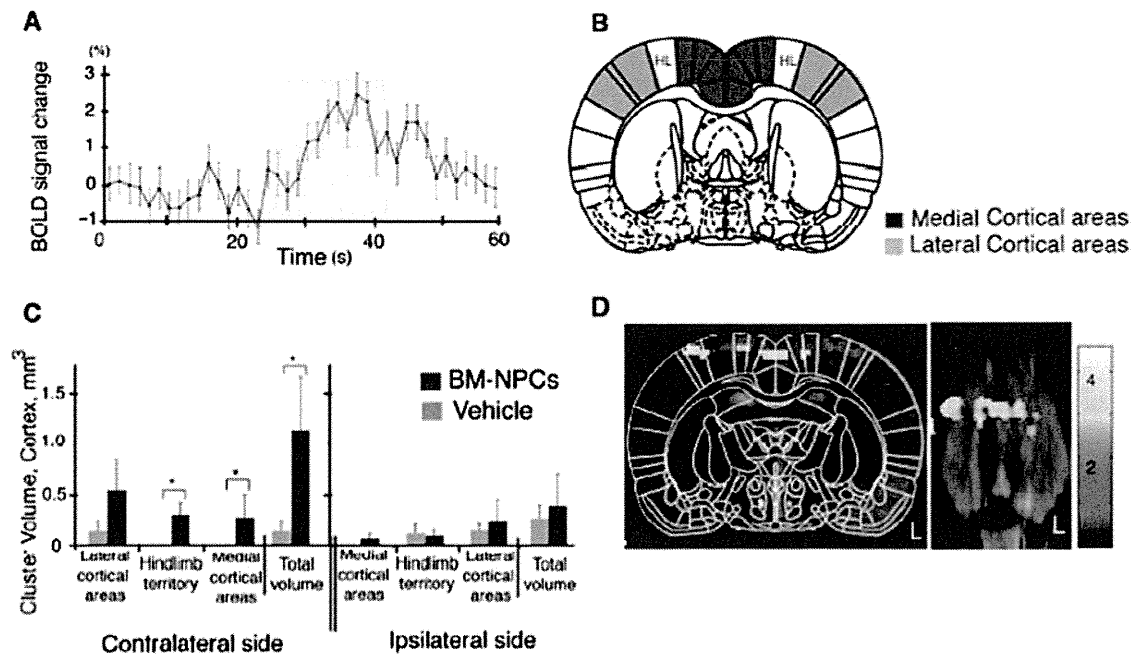 A
(%)
3
2
1
0
-1
BOLD signal change
0
20
40
60
Time (s)
B
HL
HL
Medial Cortical areas
Lateral Cortical areas
C
Cluster Volume, Cortex, mm3
1.5
1.0
0.5
0
*
*
*
BM-NPCs
Vehicle
Lateral cortical areas
Hindlimb territory
Medial cortical areas
Total volume
Medial cortical areas
Hindlimb territory
Lateral cortical areas
Total volume
Contralateral side
Ipsilateral side
D
L
L
4
2